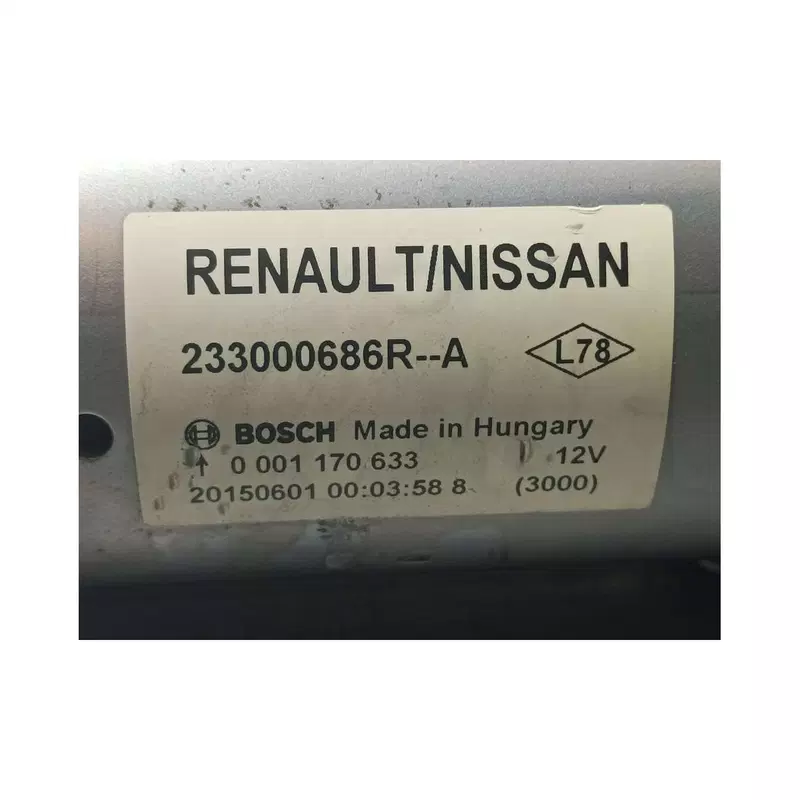 RENAULT/NISSAN
233000686R--A L78
BOSCH Made in Hungary
↑ 0 001 170 633 12V
20150601 00:03:58 8 (3000)